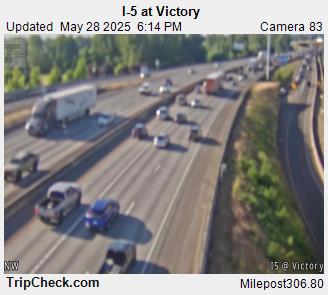 I-5 at Victory
Updated May 28 2025 6:14 PM Camera 83
NW I5 @ Victory
TripCheck.com Milepost306.80